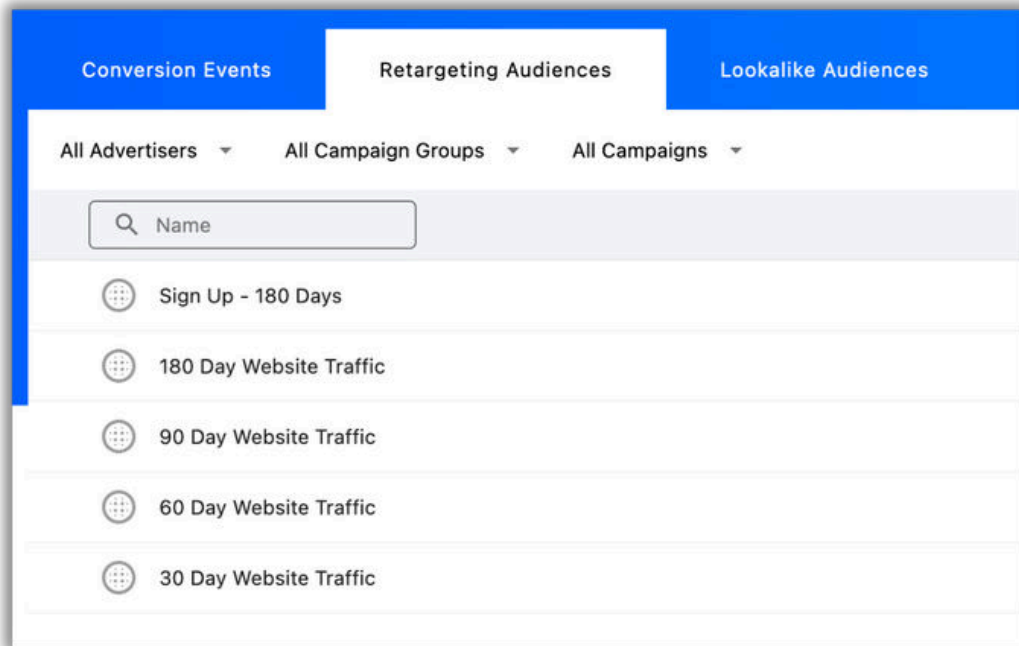 Conversion Events Retargeting Audiences Lookalike Audiences
All Advertisers All Campaign Groups All Campaigns
Name
Sign Up - 180 Days
180 Day Website Traffic
90 Day Website Traffic
60 Day Website Traffic
30 Day Website Traffic